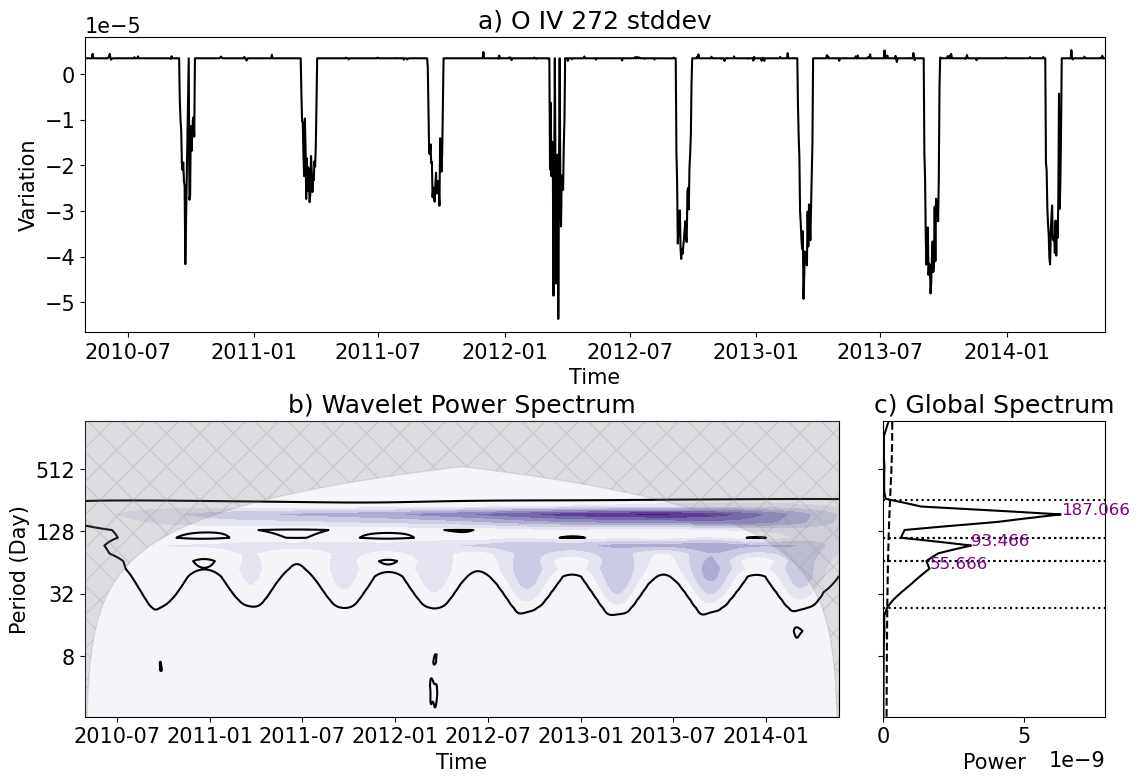 a) O IV 272 stddev
1e−5
0
−1
−2
−3
−4
−5
Variation
2010-07 2011-01 2011-07 2012-01 2012-07 2013-01 2013-07 2014-01
Time
b) Wavelet Power Spectrum
512
128
32
8
Period (Day)
2010-07 2011-01 2011-07 2012-01 2012-07 2013-01 2013-07 2014-01
Time
c) Global Spectrum
187.066
93.466
55.666
0 5
Power 1e−9